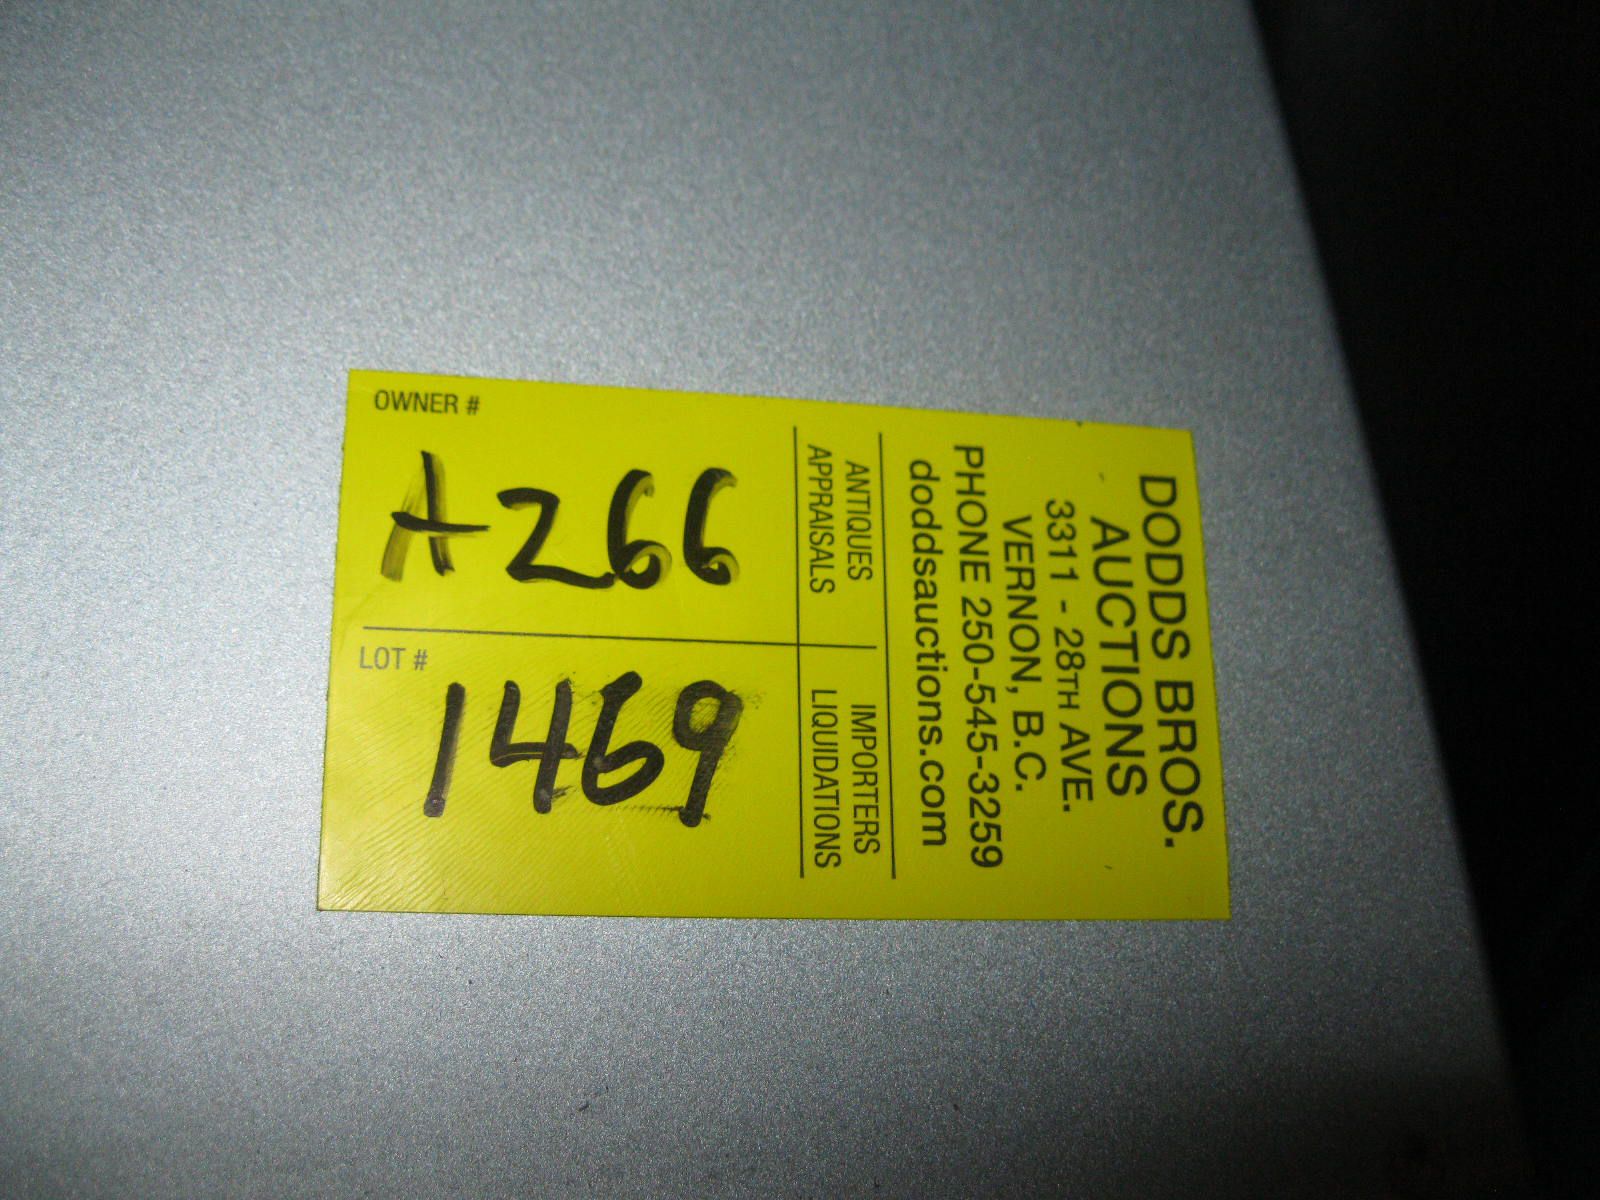 OWNER #
A266
LOT #
1469
ANTIQUES
APPRAISALS
IMPORTERS
LIQUIDATIONS
DODDS BROS.
AUCTIONS
3311 - 28TH AVE.
VERNON, B.C.
PHONE 250-545-3259
doddsauctions.com